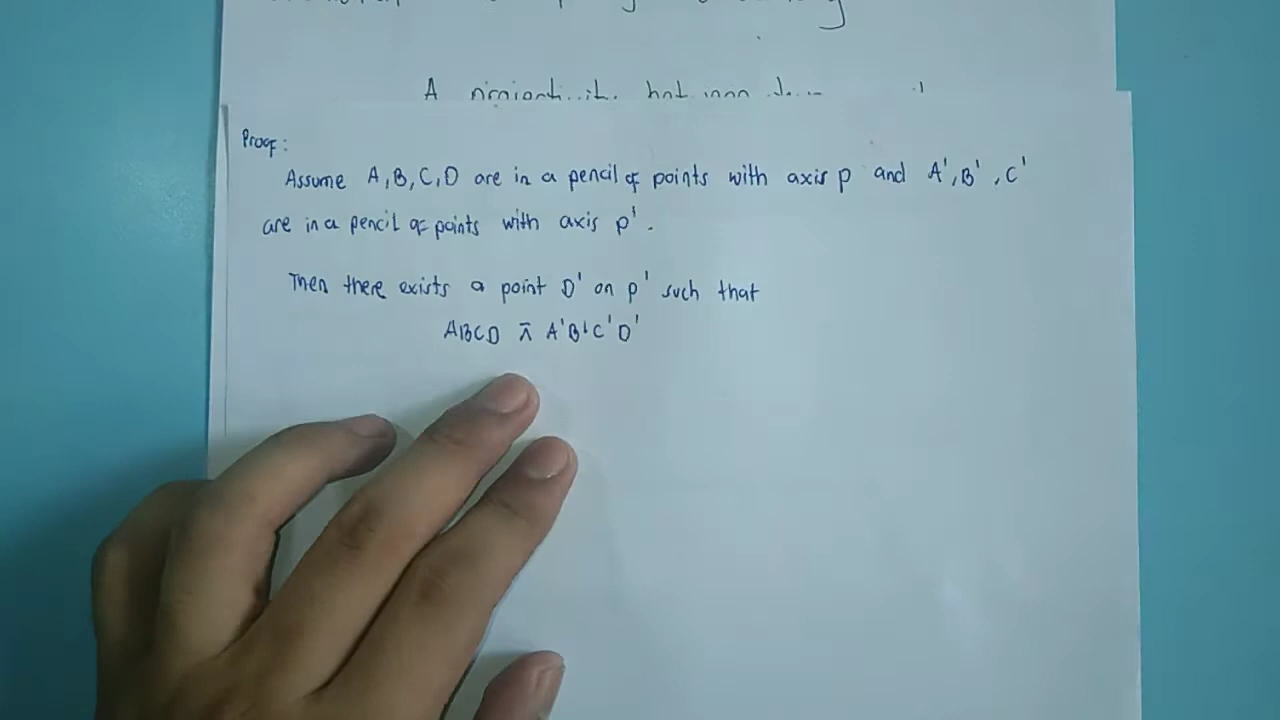 A
Proof:
Assume A, B, C, D are in a pencil of points with axis p and A', B', C'
are in a pencil of points with axis p'.
Then there exists a point D' on p' such that
ABCD ⊼ A'B'C'D'